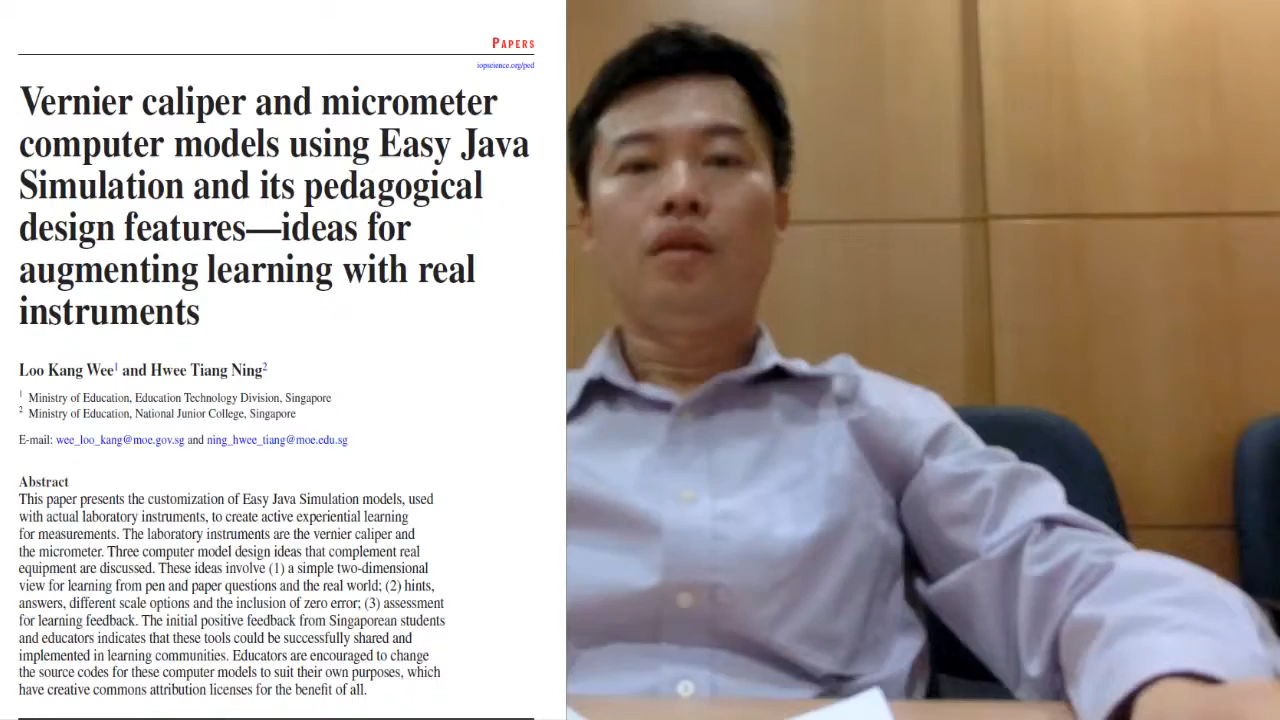 PAPERS
iopscience.org/ped
Vernier caliper and micrometer
computer models using Easy Java
Simulation and its pedagogical
design features—ideas for
augmenting learning with real
instruments
Loo Kang Wee1 and Hwee Tiang Ning2
1 Ministry of Education, Education Technology Division, Singapore
2 Ministry of Education, National Junior College, Singapore
E-mail: wee_loo_kang@moe.gov.sg and ning_hwee_tiang@moe.edu.sg
Abstract
This paper presents the customization of Easy Java Simulation models, used
with actual laboratory instruments, to create active experiential learning
for measurements. The laboratory instruments are the vernier caliper and
the micrometer. Three computer model design ideas that complement real
equipment are discussed. These ideas involve (1) a simple two-dimensional
view for learning from pen and paper questions and the real world; (2) hints,
answers, different scale options and the inclusion of zero error; (3) assessment
for learning feedback. The initial positive feedback from Singaporean students
and educators indicates that these tools could be successfully shared and
implemented in learning communities. Educators are encouraged to change
the source codes for these computer models to suit their own purposes, which
have creative commons attribution licenses for the benefit of all.